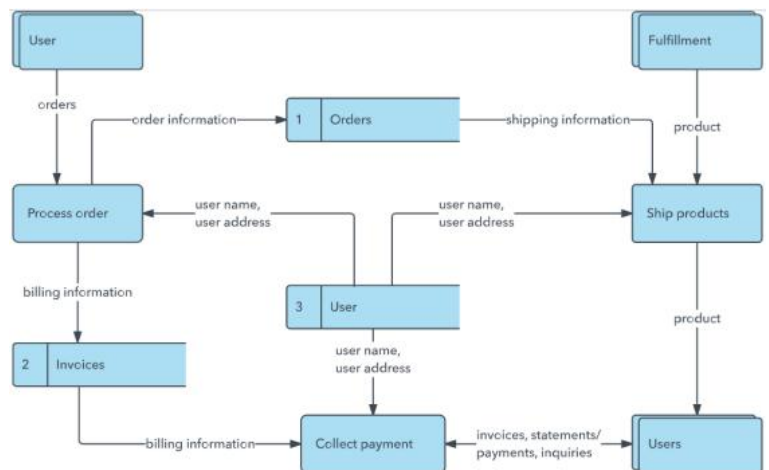 User
Fulfillment
orders
order information
1 Orders
shipping information
product
Process order
user name,
user address
user name,
user address
Ship products
billing information
3 User
product
2 Invoices
user name,
user address
billing information
Collect payment
invoices, statements/
payments, inquiries
Users